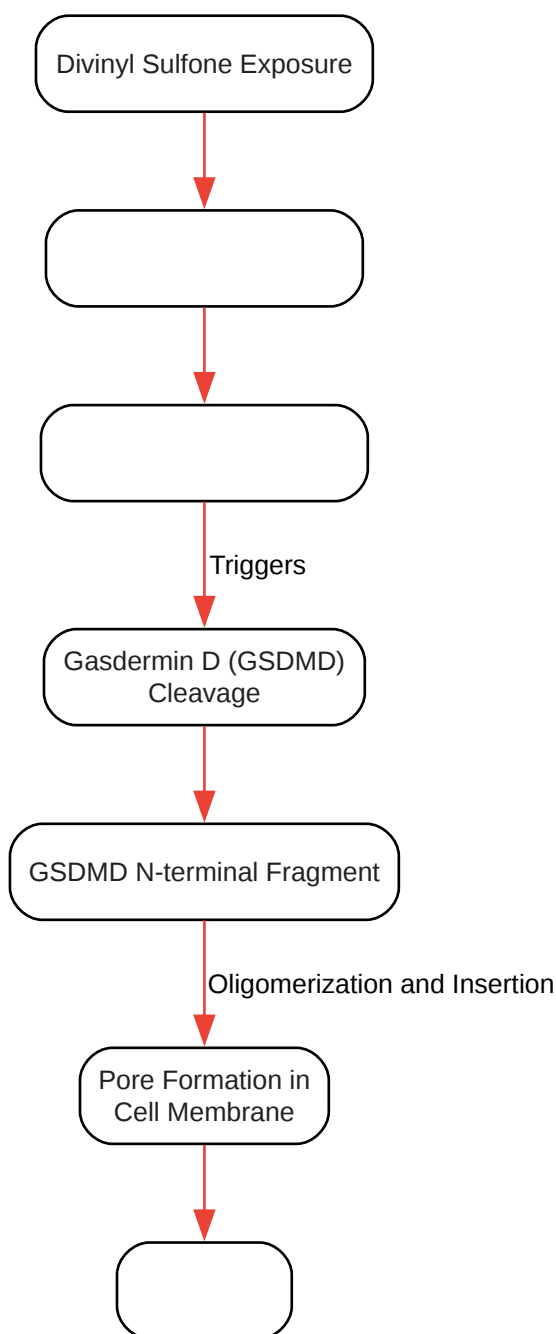 Divinyl Sulfone Exposure
Triggers
Gasdermin D (GSDMD)
Cleavage
GSDMD N-terminal Fragment
Oligomerization and Insertion
Pore Formation in
Cell Membrane